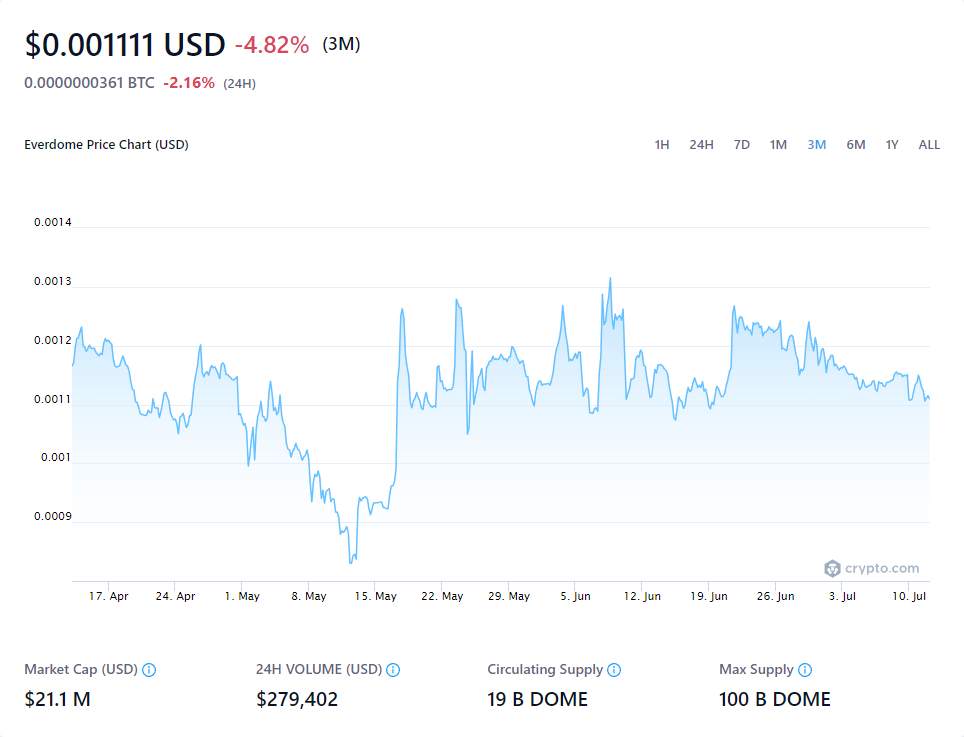 $0.001111 USD -4.82% (3M)
0.0000000361 BTC -2.16% (24H)
Everdome Price Chart (USD) 1H 24H 7D 1M 3M 6M 1Y ALL
0.0014
0.0013
0.0012
0.0011
0.001
0.0009
crypto.com
17. Apr 24. Apr 1. May 8. May 15. May 22. May 29. May 5. Jun 12. Jun 19. Jun 26. Jun 3. Jul 10. Jul
Market Cap (USD) 24H VOLUME (USD) Circulating Supply Max Supply
$21.1 M $279,402 19 B DOME 100 B DOME